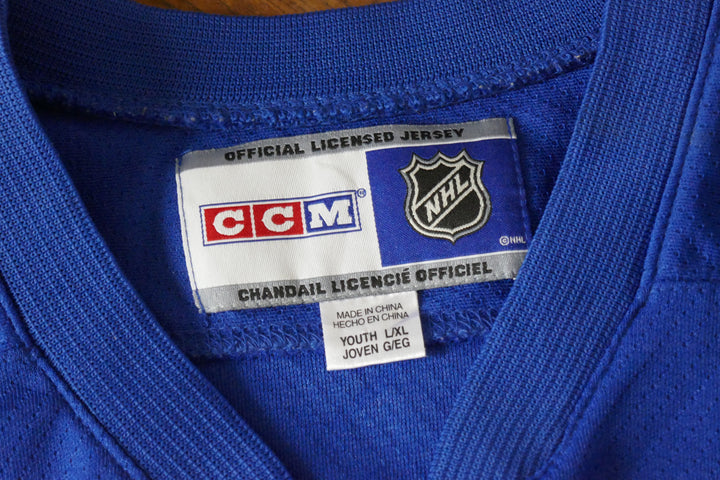 OFFICIAL LICENSED JERSEY
CCM®
NHL
©NHL
CHANDAIL LICENCIÉ OFFICIEL
MADE IN CHINA
HECHO EN CHINA
YOUTH L/XL
JOVEN G/EG